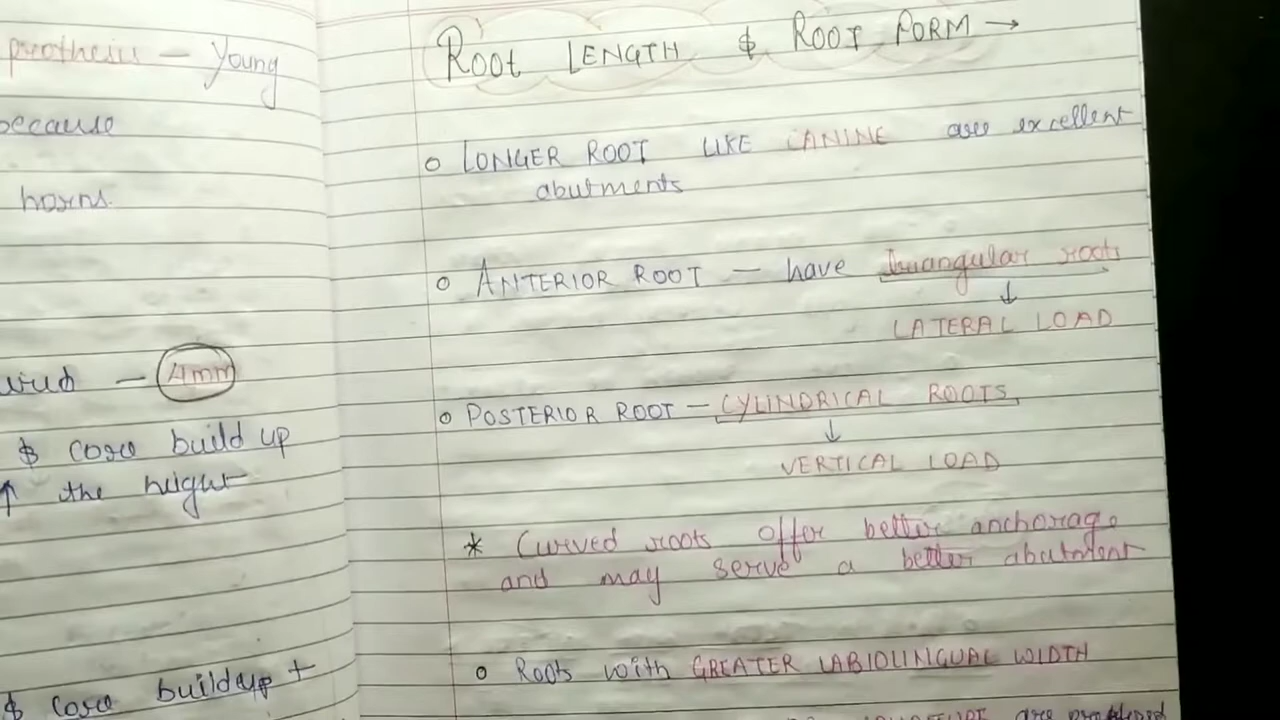 prothesis — Young
because
horns.
— 4mm
$ core build up
↑ the height
$ core buildup +
Root LENGTH $ ROOT FORM →
o LONGER ROOT LIKE CANINE are excellent
abutments
o ANTERIOR ROOT — have triangular roots
↓
LATERAL LOAD
o POSTERIOR ROOT — CYLINDRICAL ROOTS
↓
VERTICAL LOAD
* Curved roots offer better anchorage
and may serve a better abutment
o Roots with GREATER LABIOLINGUAL WIDTH
are